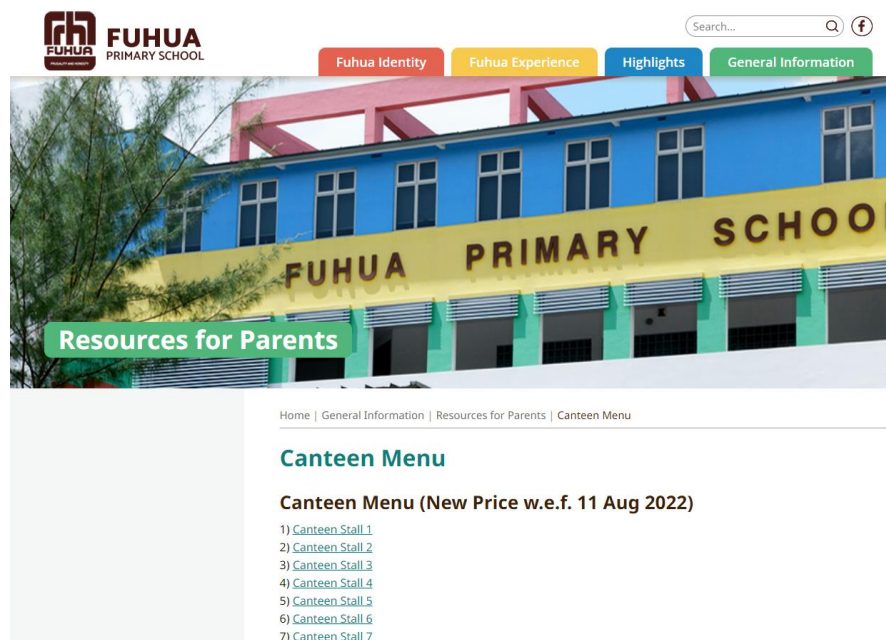 FUHUA
FUHUA
PRIMARY SCHOOL
Search...
Fuhua Identity
Fuhua Experience
Highlights
General Information
FUHUA PRIMARY SCHOOL
Resources for Parents
Home | General Information | Resources for Parents | Canteen Menu
Canteen Menu
Canteen Menu (New Price w.e.f. 11 Aug 2022)
1) Canteen Stall 1
2) Canteen Stall 2
3) Canteen Stall 3
4) Canteen Stall 4
5) Canteen Stall 5
6) Canteen Stall 6
7) Canteen Stall 7